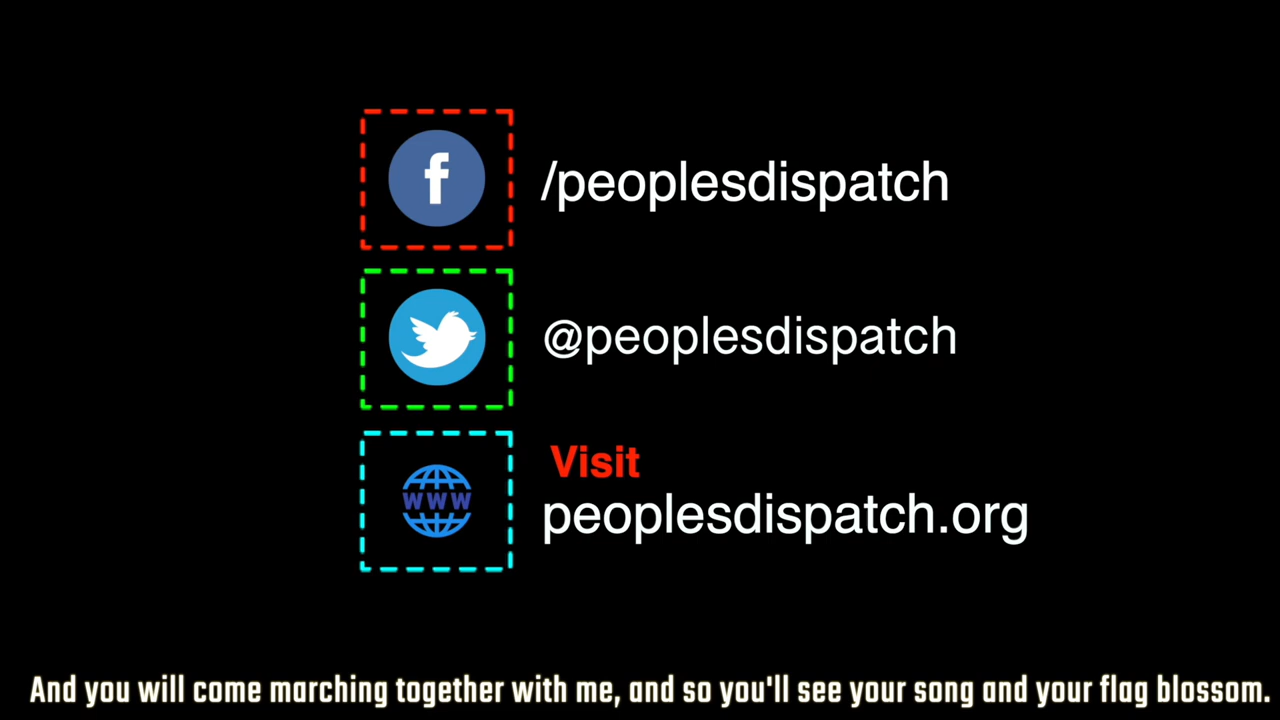 f
/peoplesdispatch
@peoplesdispatch
Visit
www
peoplesdispatch.org
And you will come marching together with me, and so you'll see your song and your flag blossom.